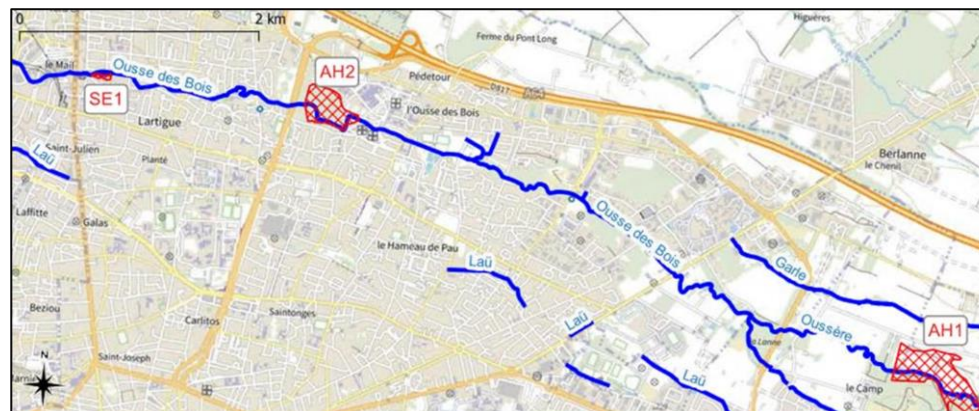 0
2 km
Higuères
Ferme du Pont Long
le Mail
Ousse des Bois
AH2
Pédetour
D817
SE1
l'Ousse des Bois
Lartigue
Berlanne
le Chenil
Laü
Saint-Julien
Planté
Laffitte
Galas
Ousse des Bois
le Hameau de Pau
Garle
Laü
Beziou
Saintonges
Carlitos
Laü
Oussère
AH1
N
Saint-Joseph
Laü
le Camp